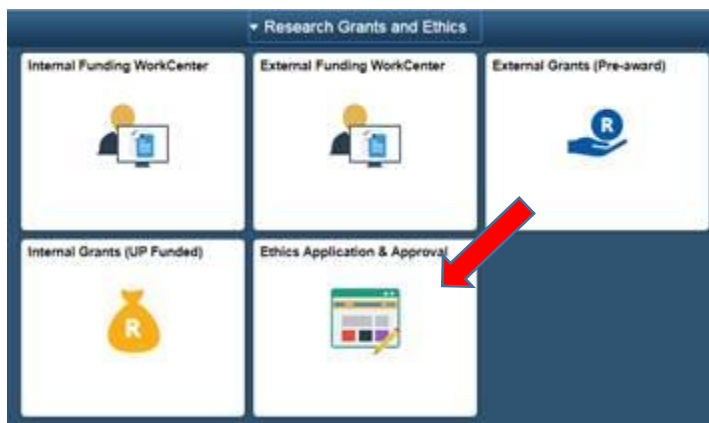 Research Grants and Ethics
Internal Funding WorkCenter
External Funding WorkCenter
External Grants (Pre-award)
R
Internal Grants (UP Funded)
Ethics Application & Approval
R